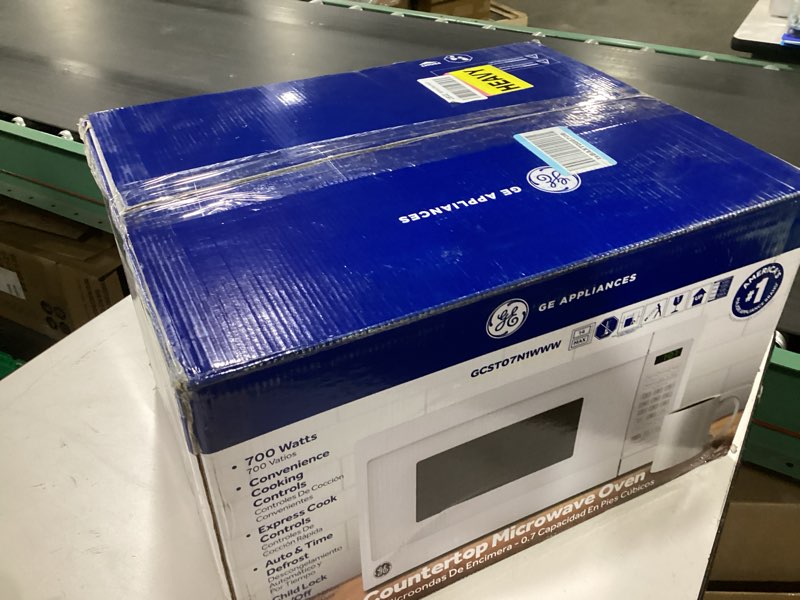 HEAVY
GE APPLIANCES
GE APPLIANCES
AMERICA'S
#1
GCST07N1WWW
• 700 Watts
700 Vatios
• Convenience
Cooking
Controls
Controles De Cocción
Convenientes
• Express Cook
Controls
Controles De
Cocción Rápida
• Auto & Time
Defrost
Descongelamiento
Automático y
Por Tiempo
Child Lock
Off
Countertop Microwave Oven
icroondas De Encimera - 0.7 Capacidad En Pies Cúbicos